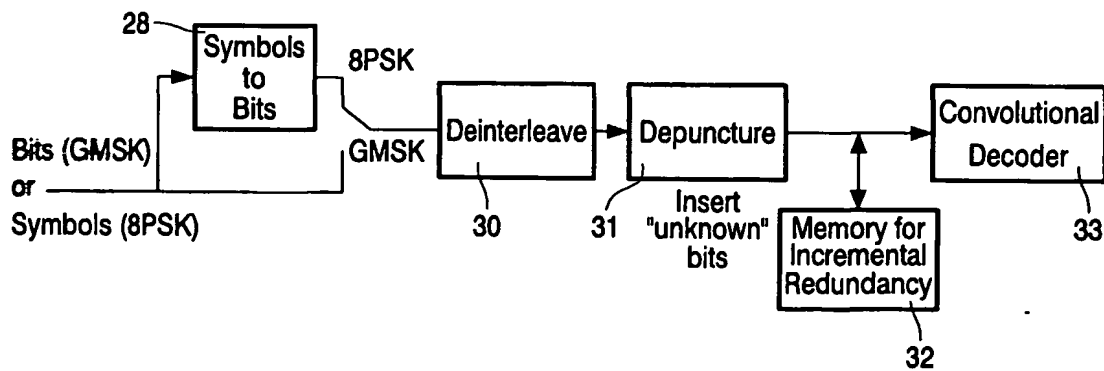 28
Symbols
to
Bits
8PSK
GMSK
Bits (GMSK)
or
Symbols (8PSK)
Deinterleave
30
Depuncture
31
Insert
"unknown"
bits
Convolutional
Decoder
33
Memory for
Incremental
Redundancy
32